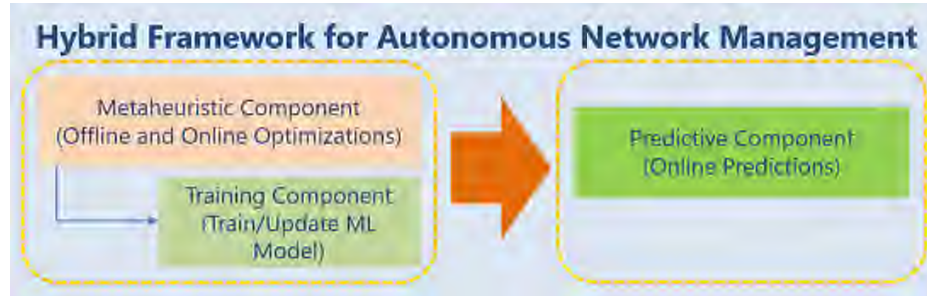 Hybrid Framework for Autonomous Network Management
Metaheuristic Component
(Offline and Online Optimizations)
Training Component
(Train/Update ML
Model)
Predictive Component
(Online Predictions)